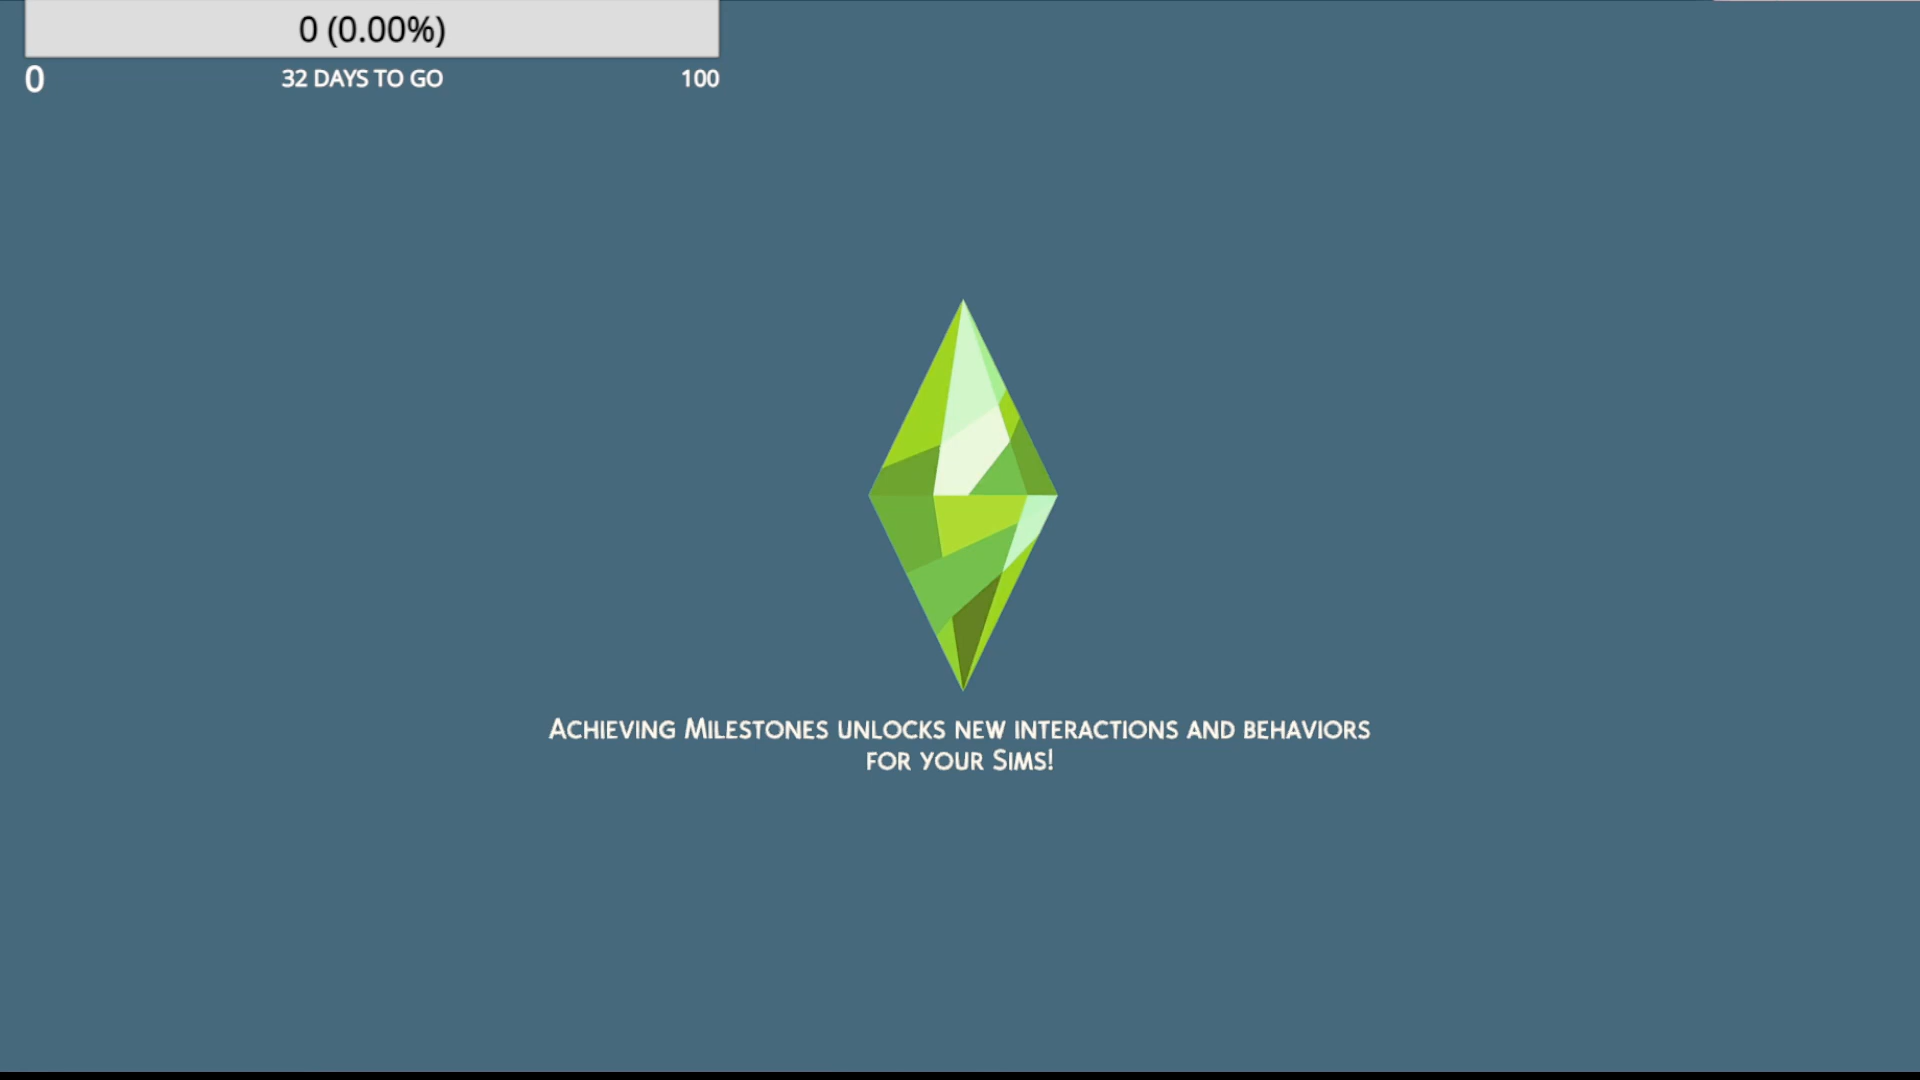 0 (0.00%)
0 32 DAYS TO GO 100
ACHIEVING MILESTONES UNLOCKS NEW INTERACTIONS AND BEHAVIORS
FOR YOUR SIMS!